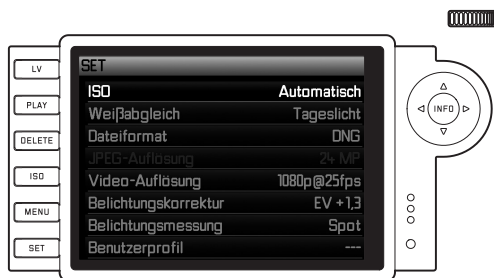 LV
PLAY
DELETE
ISO
MENU
SET
SET
ISO Automatisch
Weißabgleich Tageslicht
Dateiformat DNG
JPEG-Auflösung 24 MP
Video-Auflösung 1080p@25fps
Belichtungskorrektur EV +1,3
Belichtungsmessung Spot
Benutzerprofil ---
INFO